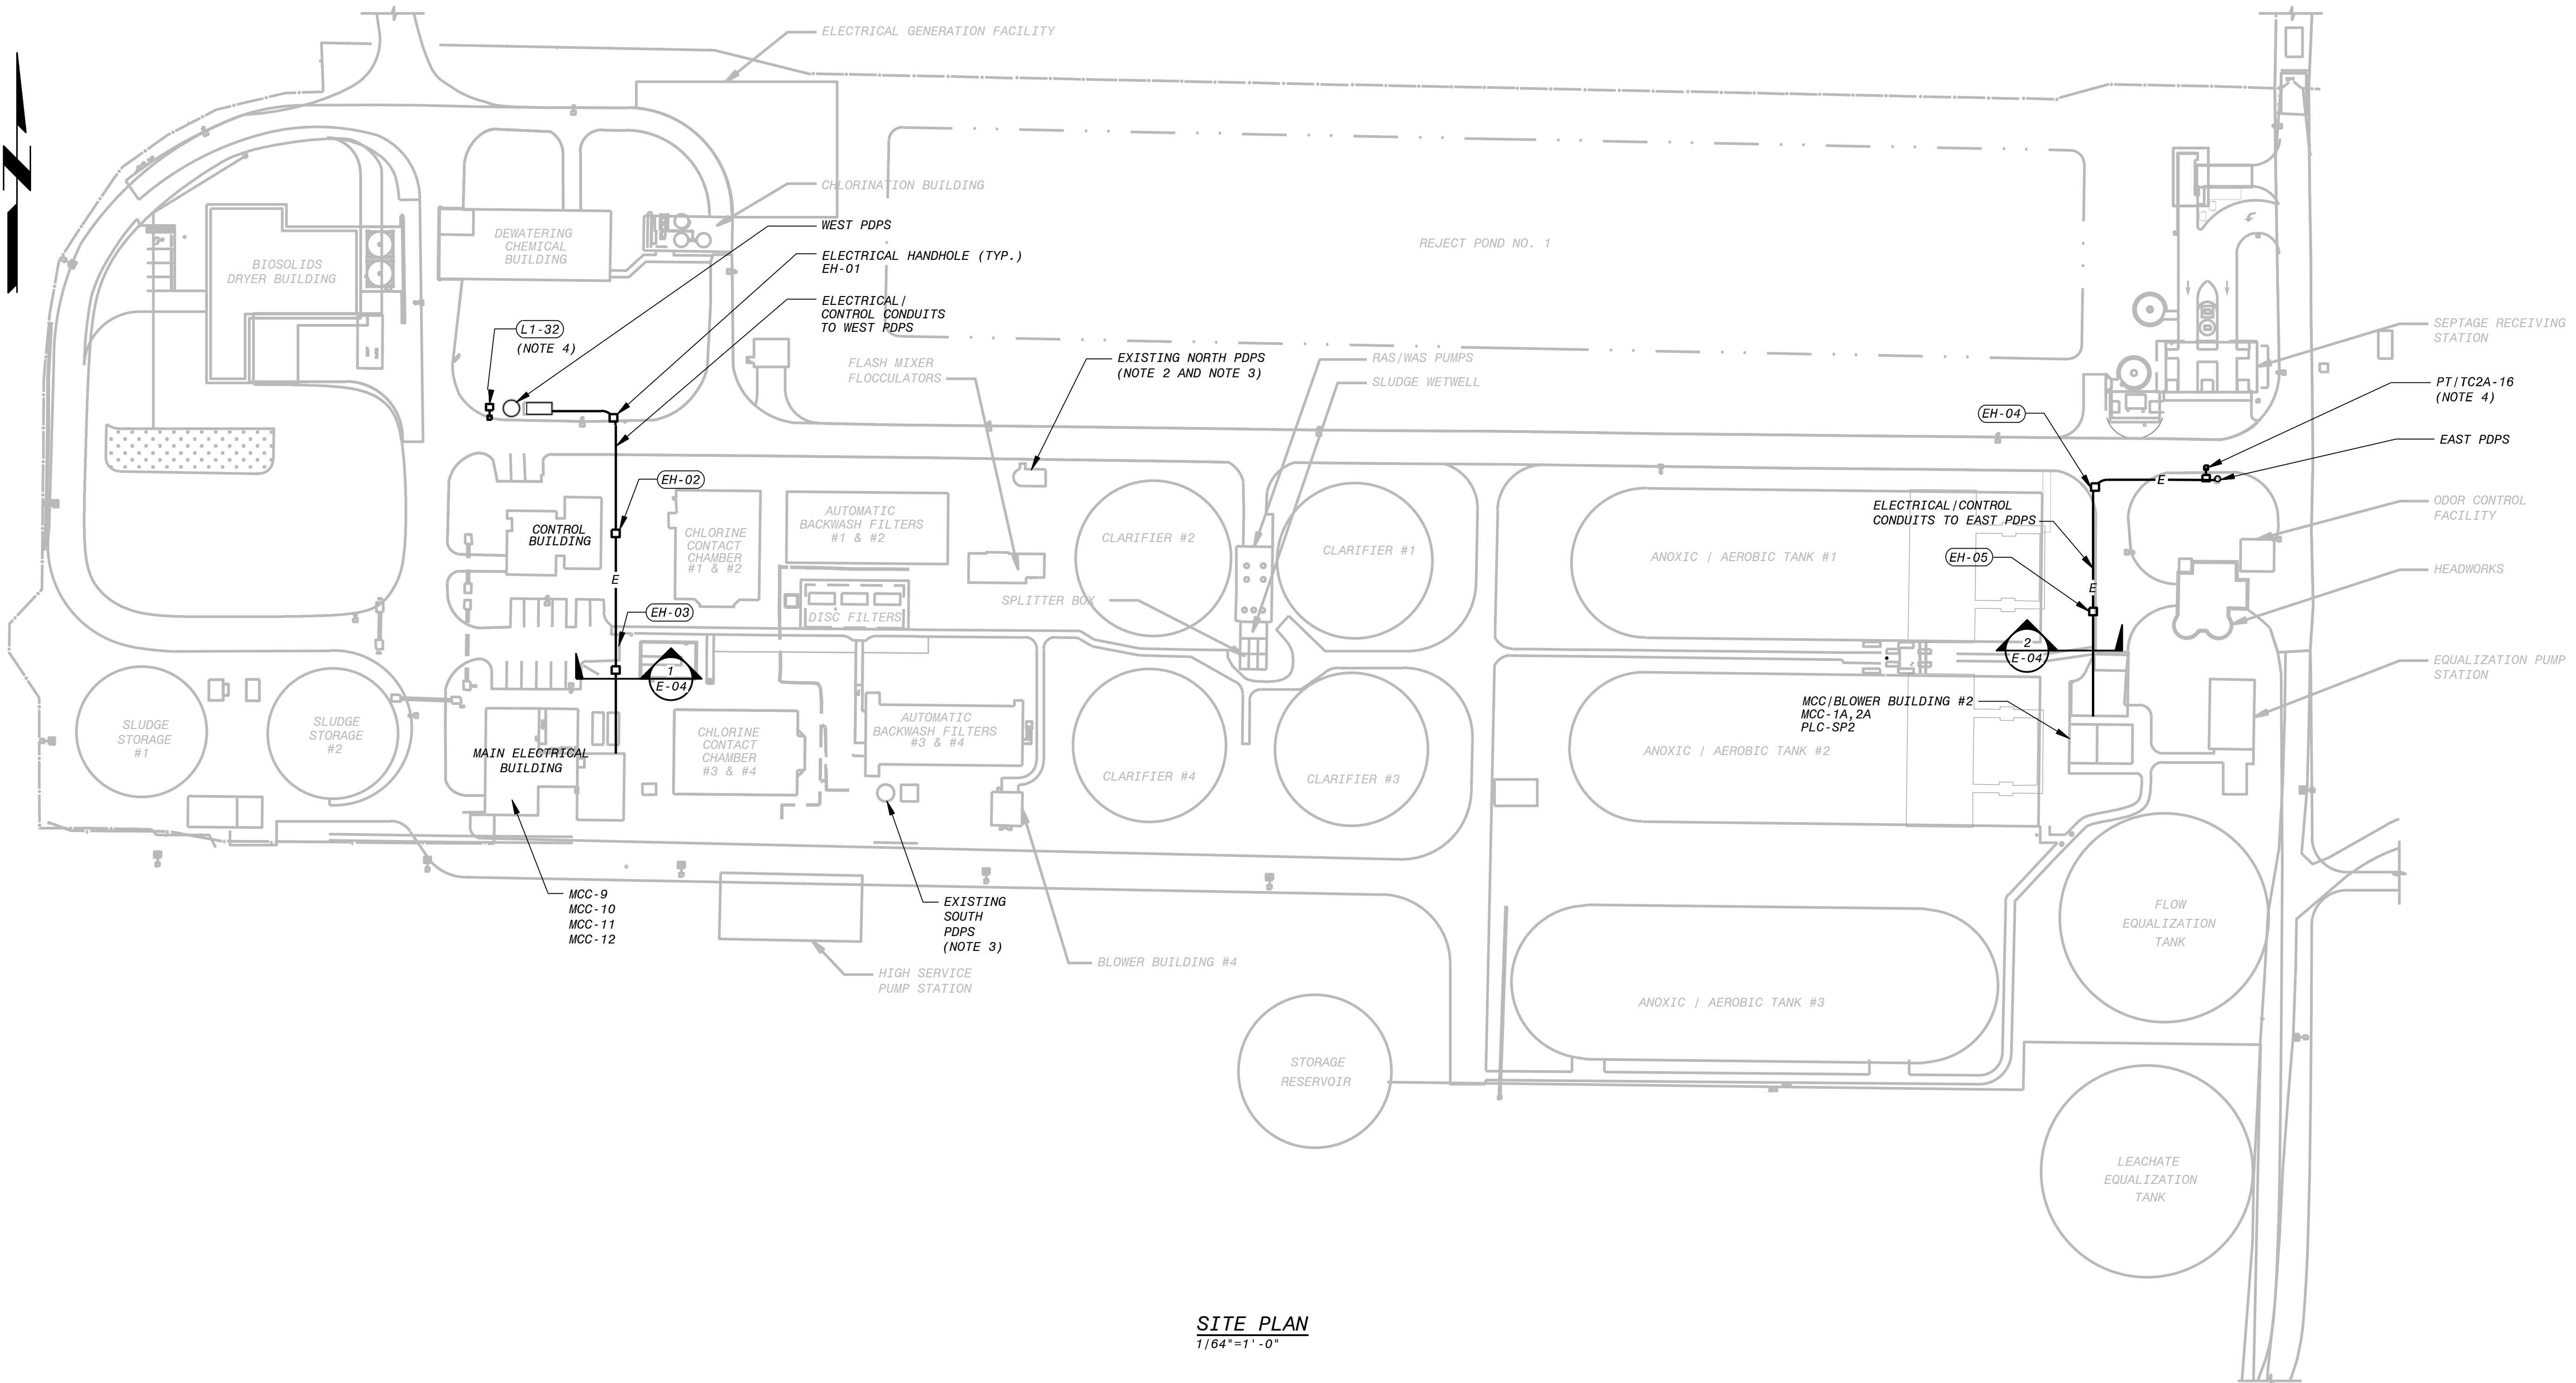 ELECTRICAL GENERATION FACILITY
N
CHLORINATION BUILDING
WEST PDPS
DEWATERING
CHEMICAL
BUILDING
ELECTRICAL HANDHOLE (TYP.)
EH-01
BIOSOLIDS
DRYER BUILDING
ELECTRICAL/
CONTROL CONDUITS
TO WEST PDPS
REJECT POND NO. 1
L1-32
(NOTE 4)
FLASH MIXER
FLOCCULATORS
EXISTING NORTH PDPS
(NOTE 2 AND NOTE 3)
RAS/WAS PUMPS
SLUDGE WETWELL
SEPTAGE RECEIVING
STATION
PT/TC2A-16
(NOTE 4)
EH-04
EAST PDPS
E
EH-02
CONTROL
BUILDING
E
CHLORINE
CONTACT
CHAMBER
#1 & #2
AUTOMATIC
BACKWASH FILTERS
#1 & #2
DISC FILTERS
CLARIFIER #2
CLARIFIER #1
SPLITTER BOX
ANOXIC / AEROBIC TANK #1
ELECTRICAL/CONTROL
CONDUITS TO EAST PDPS
EH-05
E
ODOR CONTROL
FACILITY
HEADWORKS
EH-03
1
E-04
2
E-04
EQUALIZATION PUMP
STATION
SLUDGE
STORAGE
#1
SLUDGE
STORAGE
#2
MAIN ELECTRICAL
BUILDING
CHLORINE
CONTACT
CHAMBER
#3 & #4
AUTOMATIC
BACKWASH FILTERS
#3 & #4
CLARIFIER #4
CLARIFIER #3
ANOXIC / AEROBIC TANK #2
MCC/BLOWER BUILDING #2
MCC-1A,2A
PLC-SP2
MCC-9
MCC-10
MCC-11
MCC-12
EXISTING
SOUTH
PDPS
(NOTE 3)
HIGH SERVICE
PUMP STATION
BLOWER BUILDING #4
FLOW
EQUALIZATION
TANK
ANOXIC / AEROBIC TANK #3
STORAGE
RESERVOIR
LEACHATE
EQUALIZATION
TANK
SITE PLAN
1/64"=1'-0"